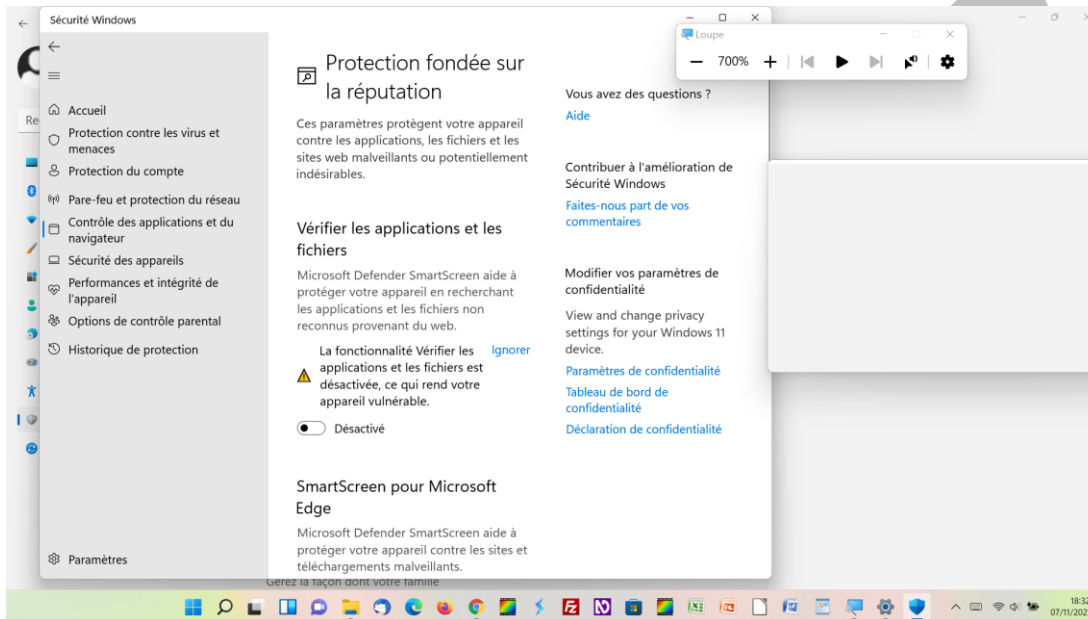 Sécurité Windows
Re
Accueil
Protection contre les virus et
menaces
Protection du compte
Pare-feu et protection du réseau
Contrôle des applications et du
navigateur
Sécurité des appareils
Performances et intégrité de
l'appareil
Options de contrôle parental
Historique de protection
Paramètres
Protection fondée sur
la réputation
Ces paramètres protègent votre appareil
contre les applications, les fichiers et les
sites web malveillants ou potentiellement
indésirables.
Vérifier les applications et les
fichiers
Microsoft Defender SmartScreen aide à
protéger votre appareil en recherchant
les applications et les fichiers non
reconnus provenant du web.
La fonctionnalité Vérifier les
applications et les fichiers est
désactivée, ce qui rend votre
appareil vulnérable.
Ignorer
Désactivé
SmartScreen pour Microsoft
Edge
Microsoft Defender SmartScreen aide à
protéger votre appareil contre les sites et
téléchargements malveillants.
Gérez la façon dont votre famille
Vous avez des questions ?
Aide
Contribuer à l'amélioration de
Sécurité Windows
Faites-nous part de vos
commentaires
Modifier vos paramètres de
confidentialité
View and change privacy
settings for your Windows 11
device.
Paramètres de confidentialité
Tableau de bord de
confidentialité
Déclaration de confidentialité
Loupe
700%
18:32
07/11/202